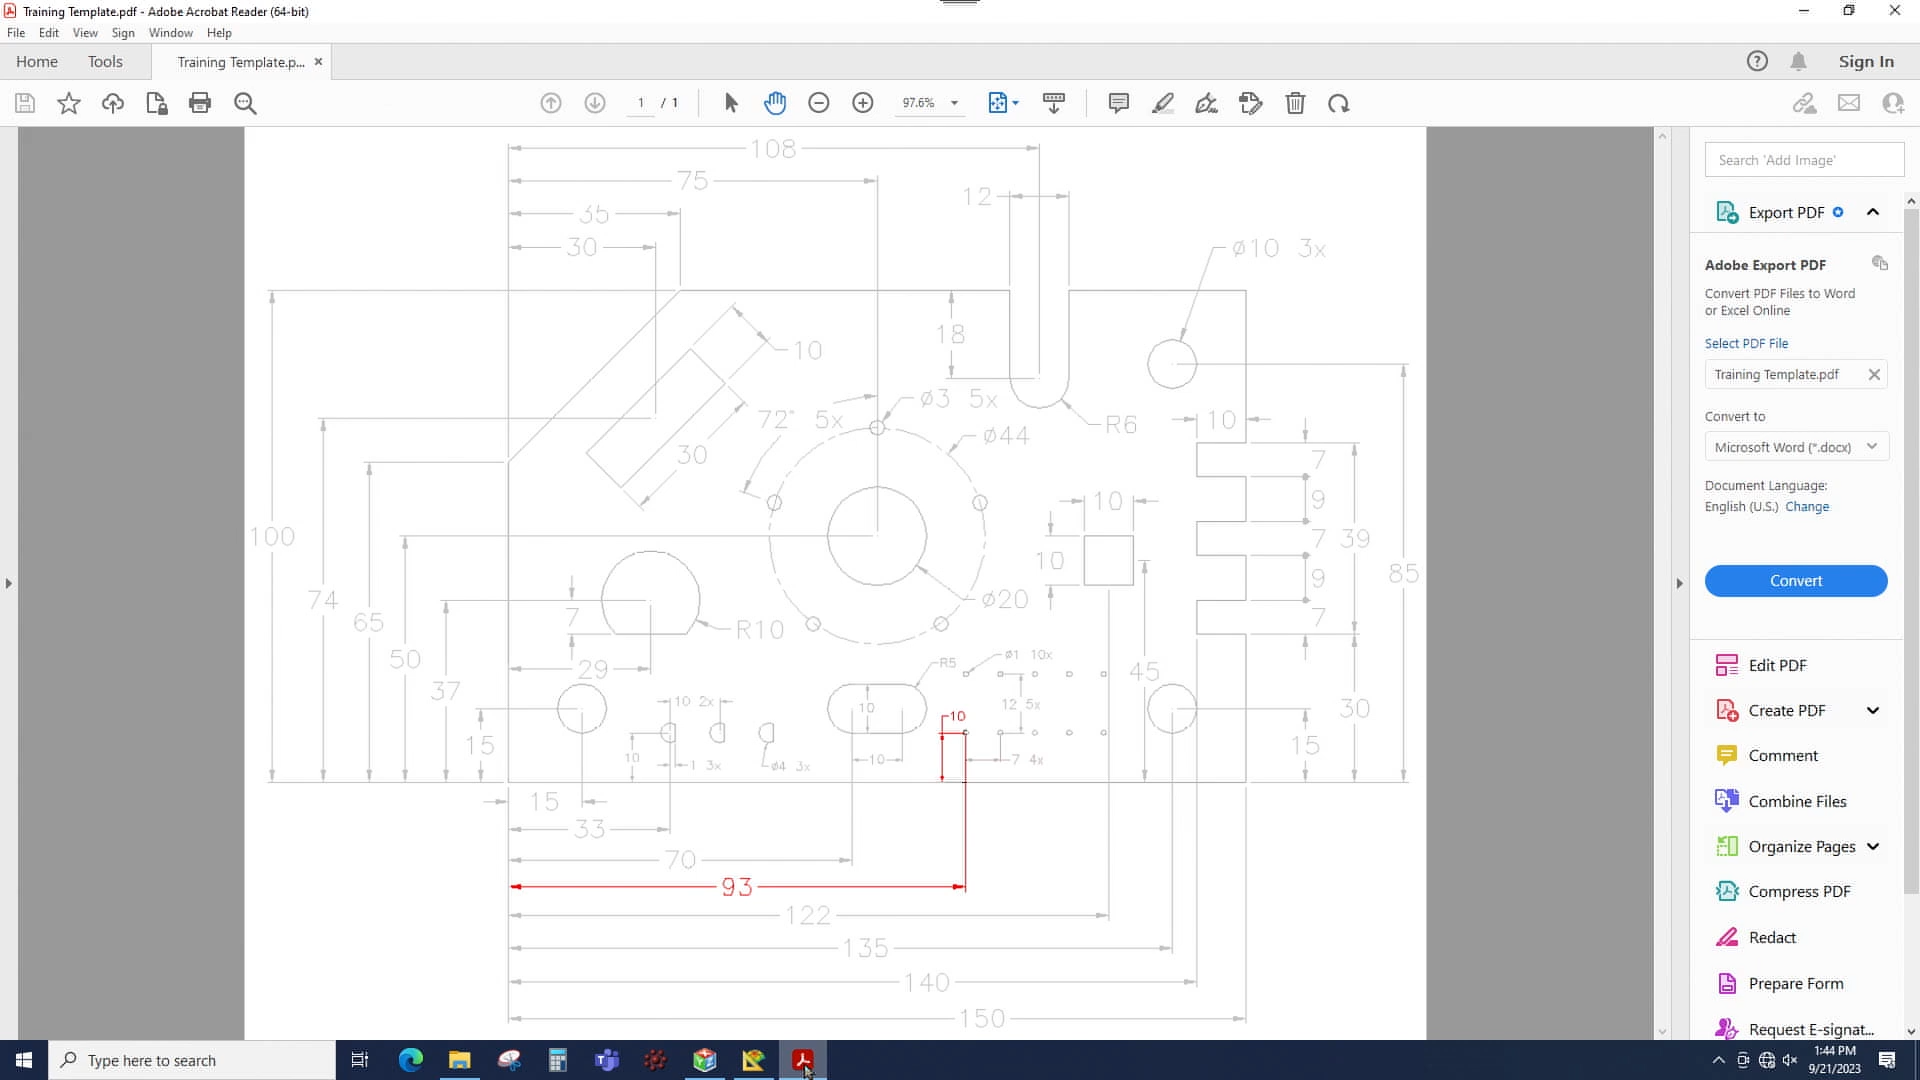 Training Template.pdf - Adobe Acrobat Reader (64-bit)
File Edit View Sign Window Help
Home Tools Training Template.p... ×
Sign In
1 / 1
97.6%
108
75
35
30
12
ø10 3x
18
10
72° 5x
ø3 5x
ø44
R6
10
30
7
9
7
39
9
7
10
10
100
74
65
50
37
15
85
ø20
7
R10
29
R5
ø1 10x
45
10 2x
10
12 5x
30
10
10
1 3x
ø4 3x
10
7 4x
15
15
33
70
93
122
135
140
150
Search 'Add Image'
Export PDF
Adobe Export PDF
Convert PDF Files to Word
or Excel Online
Select PDF File
Training Template.pdf
Convert to
Microsoft Word (*.docx)
Document Language:
English (U.S.) Change
Convert
Edit PDF
Create PDF
Comment
Combine Files
Organize Pages
Compress PDF
Redact
Prepare Form
Request E-signat...
Type here to search
1:44 PM
9/21/2023